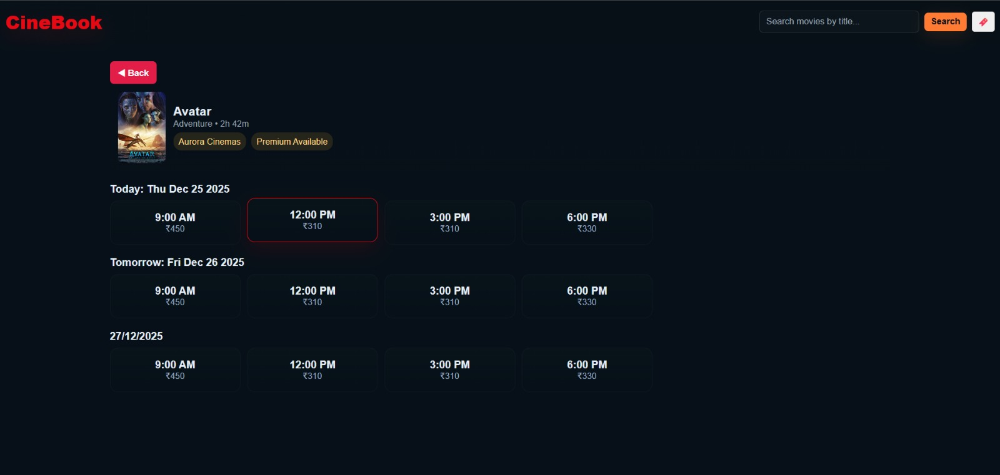 CineBook
Search movies by title...
Search
◀ Back
AVATAR
Avatar
Adventure • 2h 42m
Aurora Cinemas
Premium Available
Today: Thu Dec 25 2025
9:00 AM
₹450
12:00 PM
₹310
3:00 PM
₹310
6:00 PM
₹330
Tomorrow: Fri Dec 26 2025
9:00 AM
₹450
12:00 PM
₹310
3:00 PM
₹310
6:00 PM
₹330
27/12/2025
9:00 AM
₹450
12:00 PM
₹310
3:00 PM
₹310
6:00 PM
₹330